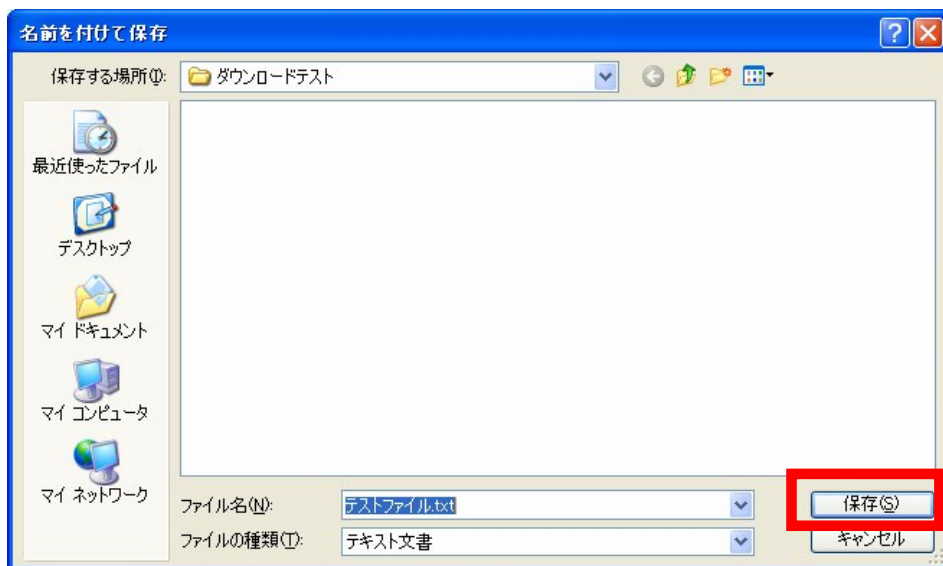 名前を付けて保存
保存する場所(I):
ダウンロードテスト
最近使ったファイル
デスクトップ
マイ ドキュメント
マイ コンピュータ
マイ ネットワーク
ファイル名(N):
テストファイル.txt
保存(S)
ファイルの種類(T):
テキスト文書
キャンセル